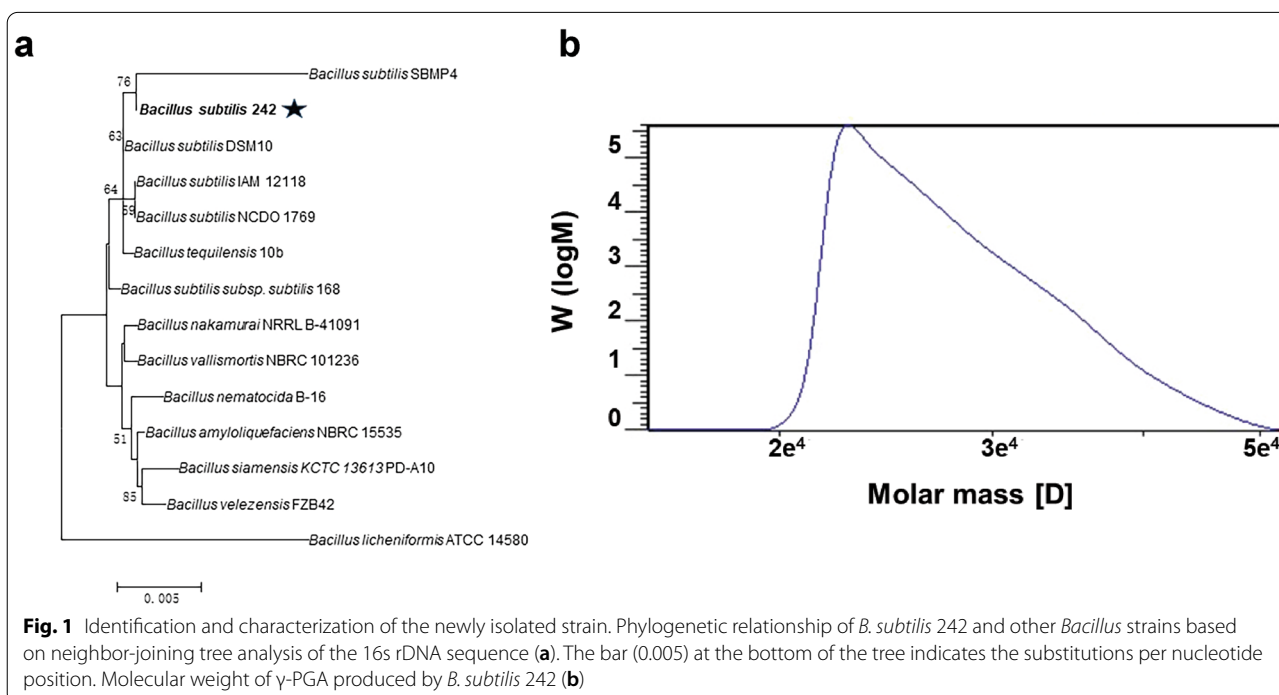 a
b
76
Bacillus subtilis SBMP4
Bacillus subtilis 242
63
Bacillus subtilis DSM10
64
Bacillus subtilis IAM 12118
59
Bacillus subtilis NCDO 1769
Bacillus tequilensis 10b
Bacillus subtilis subsp. subtilis 168
Bacillus nakamurai NRRL B-41091
Bacillus vallismortis NBRC 101236
Bacillus nematocida B-16
51
Bacillus amyloliquefaciens NBRC 15535
Bacillus siamensis KCTC 13613 PD-A10
85
Bacillus velezensis FZB42
Bacillus licheniformis ATCC 14580
0.005
W (logM)
5
4
3
2
1
0
2e⁴ 3e⁴ 5e⁴
Molar mass [D]
Fig. 1 Identification and characterization of the newly isolated strain. Phylogenetic relationship of B. subtilis 242 and other Bacillus strains based
on neighbor-joining tree analysis of the 16s rDNA sequence (a). The bar (0.005) at the bottom of the tree indicates the substitutions per nucleotide
position. Molecular weight of γ-PGA produced by B. subtilis 242 (b)